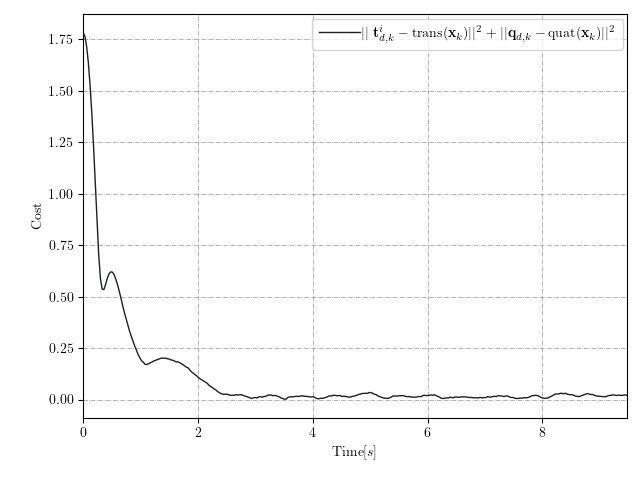 || t^i_{d,k} − trans(x_k)||^2 + ||q_{d,k} − quat(x_k)||^2
1.75
1.50
1.25
1.00
0.75
0.50
0.25
0.00
Cost
0 2 4 6 8
Time[s]